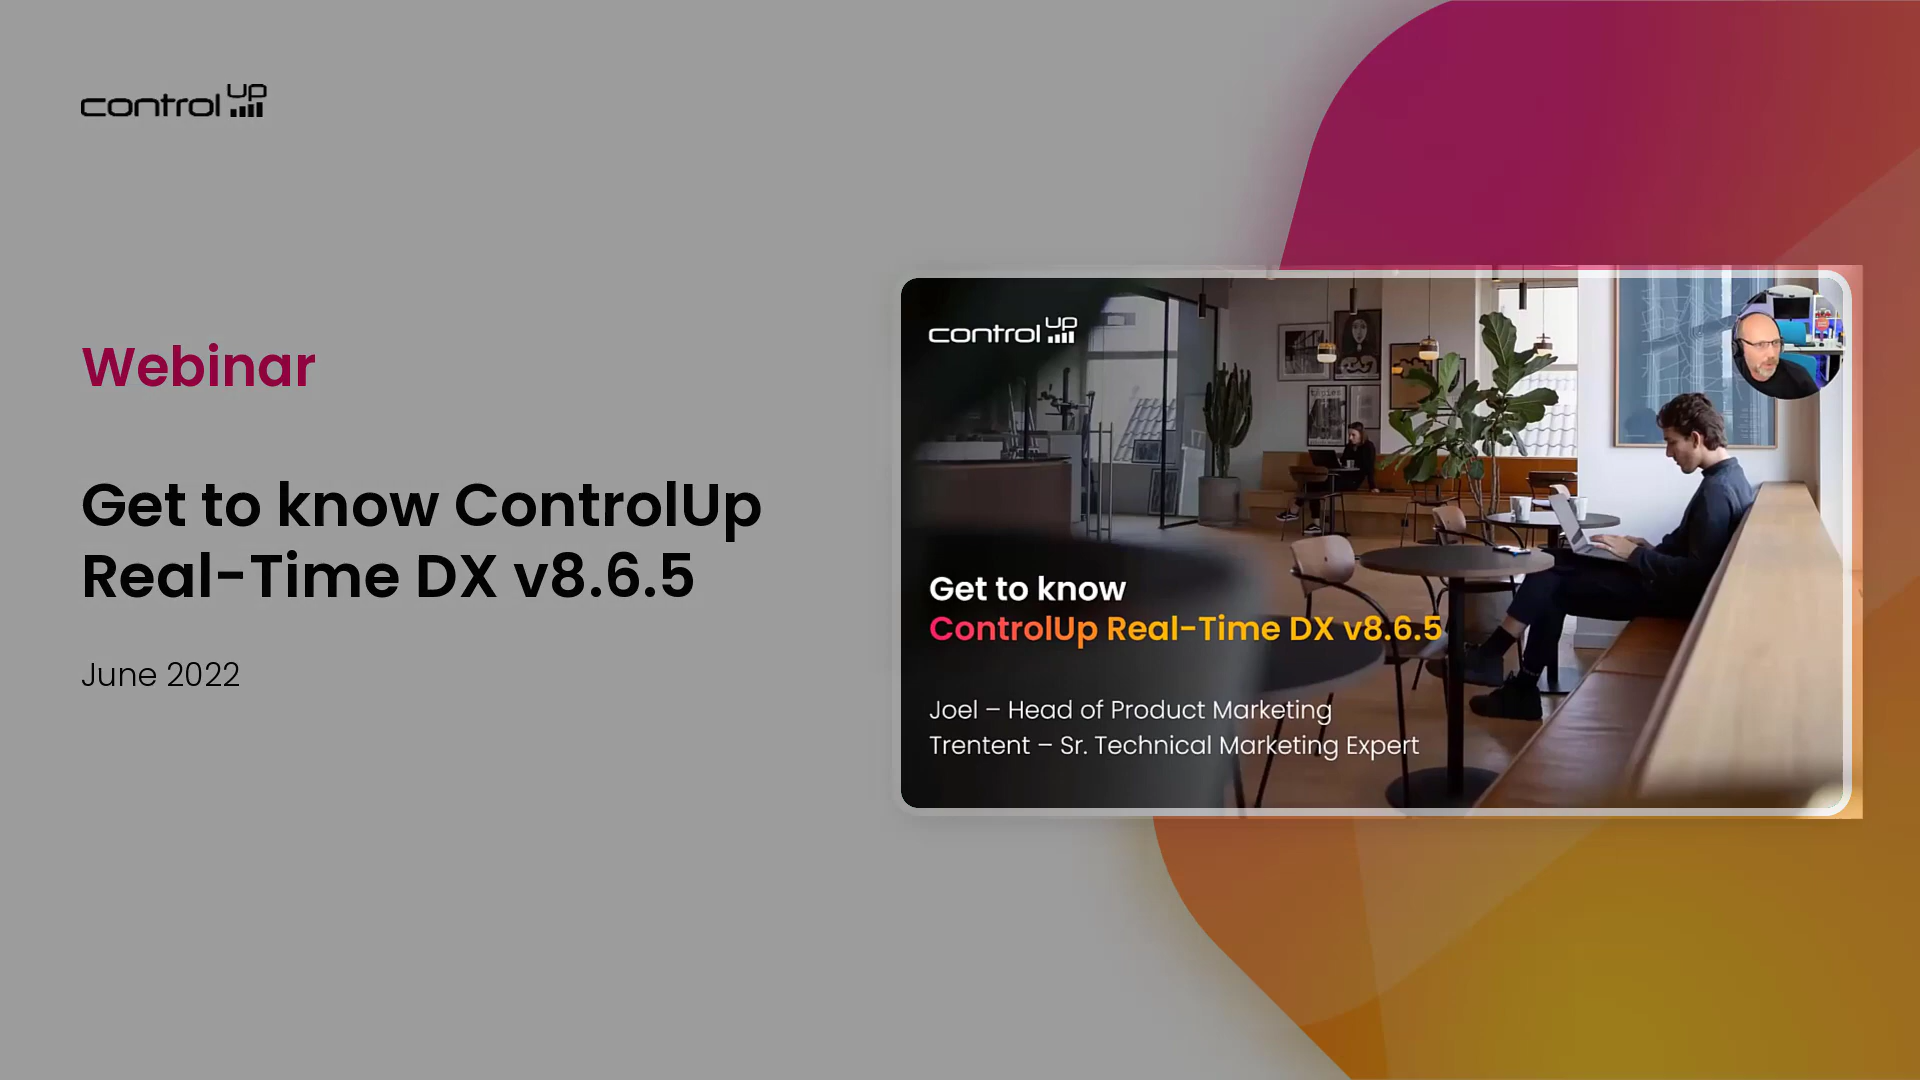 control up
Webinar
Get to know ControlUp
Real-Time DX v8.6.5
June 2022
control up
Get to know
ControlUp Real-Time DX v8.6.5
Joel – Head of Product Marketing
Trentent – Sr. Technical Marketing Expert